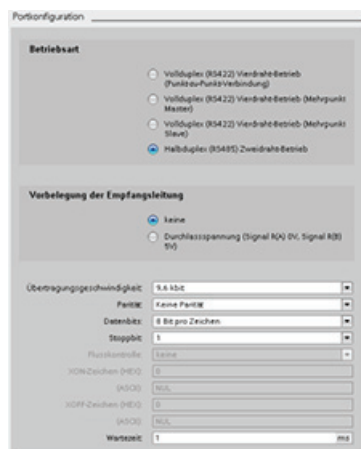 Portkonfiguration
Betriebsart
Vollduplex (RS422) Vierdraht-Betrieb
(Punkt-zu-Punkt-Verbindung)
Vollduplex (RS422) Vierdraht-Betrieb (Mehrpunkt
Master)
Vollduplex (RS422) Vierdraht-Betrieb (Mehrpunkt
Slave)
Halbduplex (RS485) Zweidraht-Betrieb
Vorbelegung der Empfangsleitung
keine
Durchlassspannung (Signal R(A) 0V, Signal R(B)
5V)
Übertragungsgeschwindigkeit: 9,6 kbit
Parität: Keine Parität
Datenbits: 8 Bit pro Zeichen
Stoppbit: 1
Flusskontrolle: keine
XON-Zeichen (HEX): 0
(ASCII): NUL
XOFF-Zeichen (HEX): 0
(ASCII): NUL
Wartezeit: 1 ms